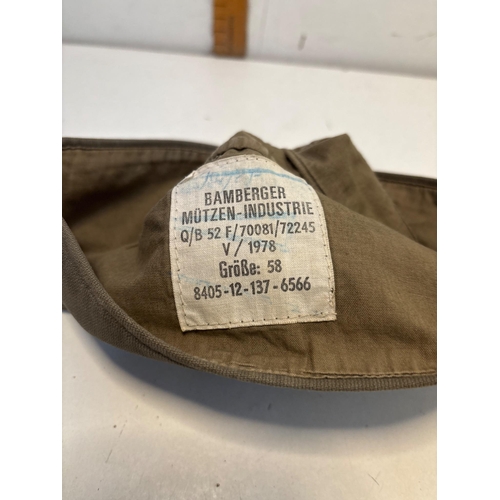 BAMBERGER
MÜTZEN-INDUSTRIE
Q/B 52 F/70081/72245
V/1978
Größe: 58
8405-12-137-6566